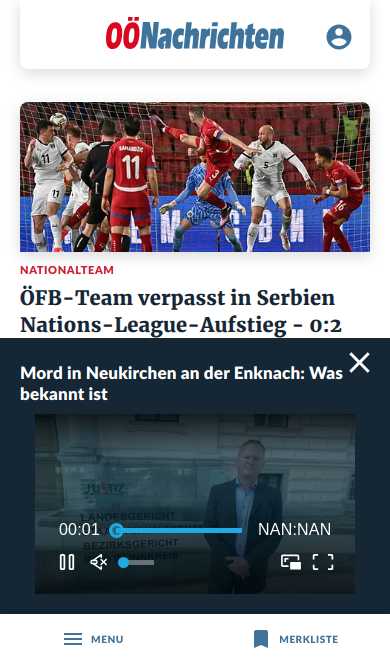 OÖNachrichten
NATIONALTEAM
ÖFB-Team verpasst in Serbien
Nations-League-Aufstieg - 0:2
Mord in Neukirchen an der Enknach: Was
bekannt ist
LANDESGERICHT
00:01 NAN:NAN
BEZIRKSGERICHT
MENU MERKLISTE